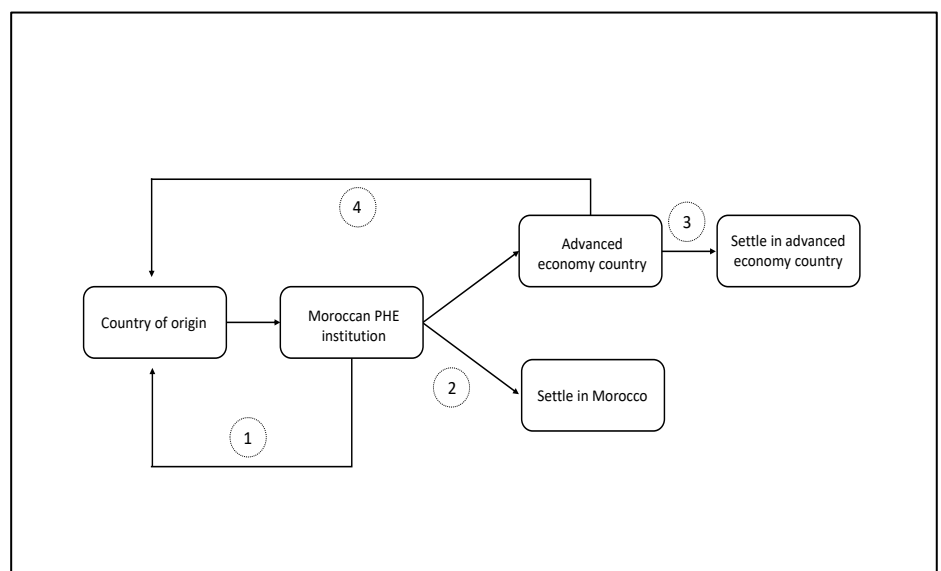 4
3
Advanced
economy country
Settle in advanced
economy country
Country of origin
Moroccan PHE
institution
2
Settle in Morocco
1